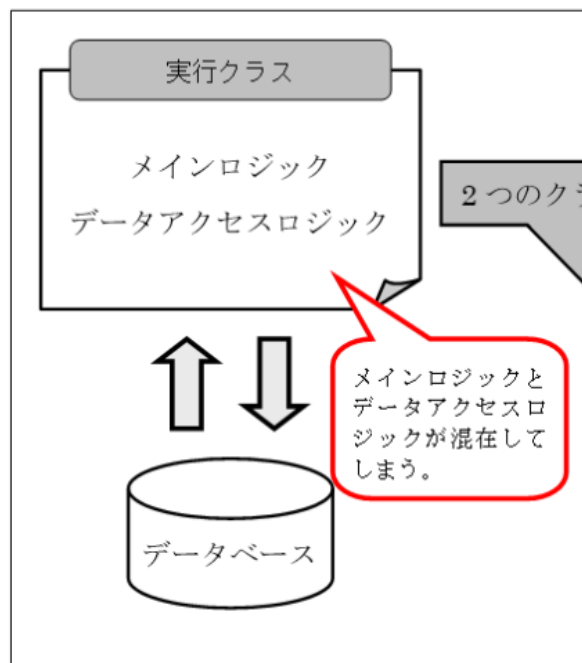 実行クラス
メインロジック
データアクセスロジック
2つのクラ
メインロジックと
データアクセスロ
ジックが混在して
しまう。
データベース